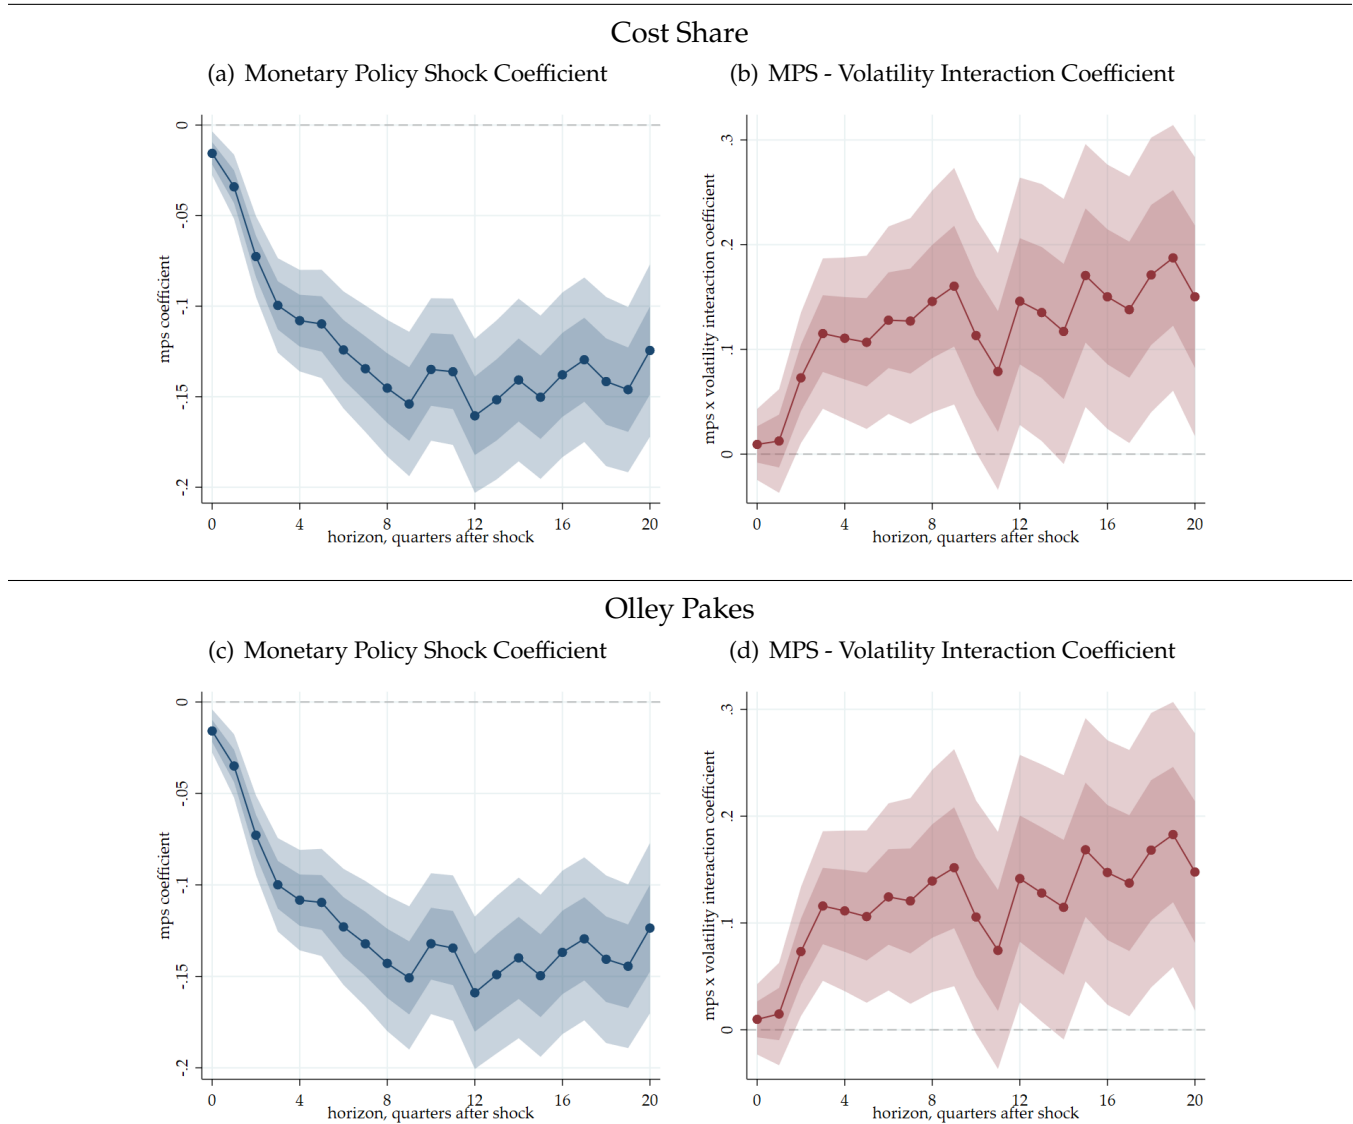 Cost Share
(a) Monetary Policy Shock Coefficient
(b) MPS - Volatility Interaction Coefficient
mps coefficient
0
-.05
-.1
-.15
-.2
0 4 8 12 16 20
horizon, quarters after shock
mps x volatility interaction coefficient
.3
.2
.1
0
0 4 8 12 16 20
horizon, quarters after shock
Olley Pakes
(c) Monetary Policy Shock Coefficient
(d) MPS - Volatility Interaction Coefficient
mps coefficient
0
-.05
-.1
-.15
-.2
0 4 8 12 16 20
horizon, quarters after shock
mps x volatility interaction coefficient
.3
.2
.1
0
0 4 8 12 16 20
horizon, quarters after shock